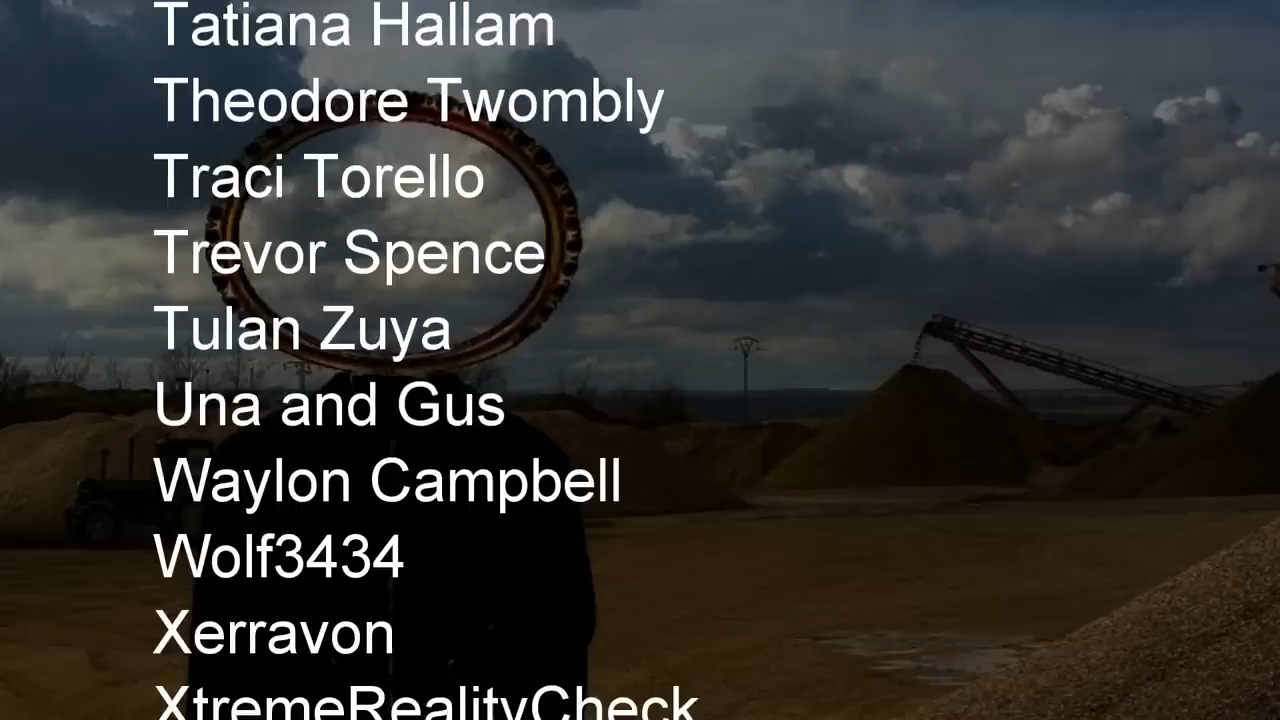 Tatiana Hallam
Theodore Twombly
Traci Torello
Trevor Spence
Tulan Zuya
Una and Gus
Waylon Campbell
Wolf3434
Xerravon
XtremeRealityCheck